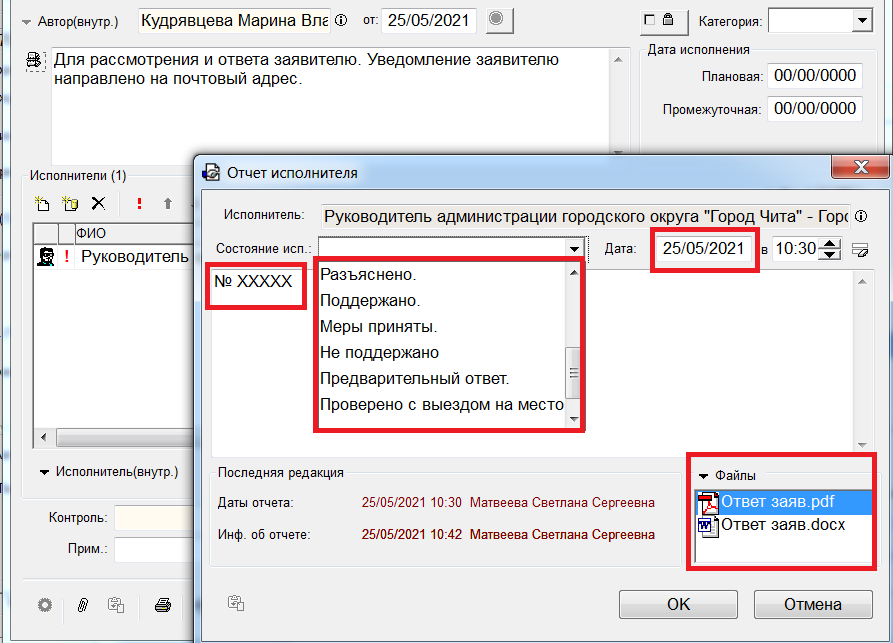 Автор(внутр.) Кудрявцева Марина Вла от: 25/05/2021 Категория:
Для рассмотрения и ответа заявителю. Уведомление заявителю
направлено на почтовый адрес.
Дата исполнения
Плановая: 00/00/0000
Промежуточная: 00/00/0000
Исполнители (1)
ФИО
! Руководитель
Исполнитель(внутр.)
Контроль:
Прим.:
Отчет исполнителя
Исполнитель: Руководитель администрации городского округа "Город Чита" - Горо
Состояние исп.: Дата: 25/05/2021 в 10:30
№ XXXXX
Разъяснено.
Поддержано.
Меры приняты.
Не поддержано
Предварительный ответ.
Проверено с выездом на место
Последняя редакция
Даты отчета: 25/05/2021 10:30 Матвеева Светлана Сергеевна
Инф. об отчете: 25/05/2021 10:42 Матвеева Светлана Сергеевна
Файлы
Ответ заяв.pdf
Ответ заяв.docx
OK Отмена